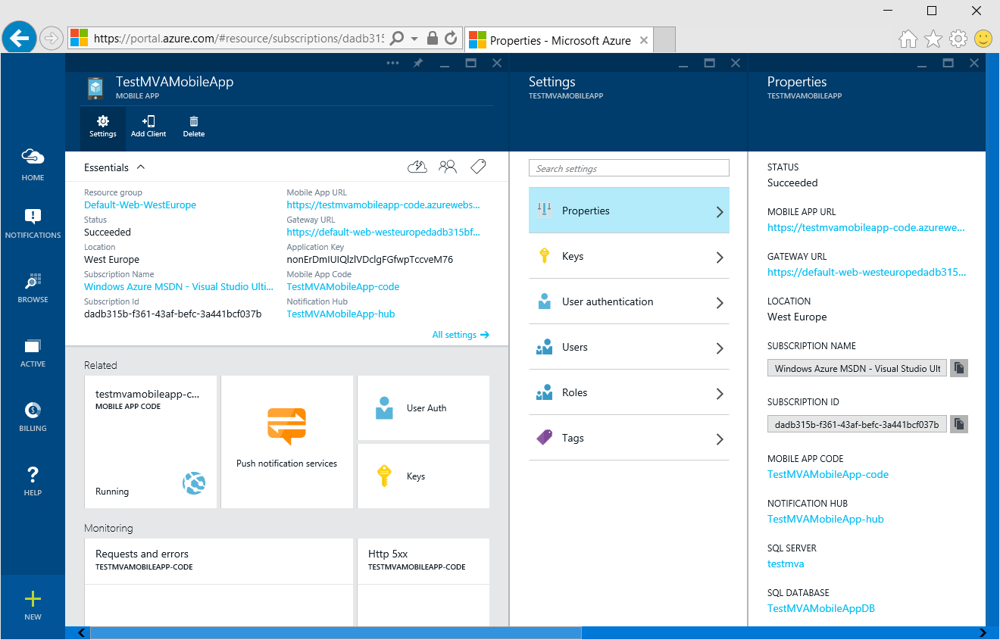 https://portal.azure.com/#resource/subscriptions/dadb315
Properties - Microsoft Azure
HOME
NOTIFICATIONS
BROWSE
ACTIVE
BILLING
HELP
NEW
TestMVAMobileApp
MOBILE APP
Settings
Add Client
Delete
Essentials
Resource group
Default-Web-WestEurope
Status
Succeeded
Location
West Europe
Subscription Name
Windows Azure MSDN - Visual Studio Ulti...
Subscription Id
dadb315b-f361-43af-befc-3a441bcf037b
Mobile App URL
https://testmvamobileapp-code.azurewebs...
Gateway URL
https://default-web-westeuropedadb315bf...
Application Key
nonErDmIUIQlzlVDclgFGfwpTccveM76
Mobile App Code
TestMVAMobileApp-code
Notification Hub
TestMVAMobileApp-hub
All settings
Related
testmvamobileapp-c...
MOBILE APP CODE
Running
Push notification services
User Auth
Keys
Monitoring
Requests and errors
TESTMVAMOBILEAPP-CODE
Http 5xx
TESTMVAMOBILEAPP-CODE
Settings
TESTMVAMOBILEAPP
Search settings
Properties
Keys
User authentication
Users
Roles
Tags
Properties
TESTMVAMOBILEAPP
STATUS
Succeeded
MOBILE APP URL
https://testmvamobileapp-code.azurewe...
GATEWAY URL
https://default-web-westeuropedadb315...
LOCATION
West Europe
SUBSCRIPTION NAME
Windows Azure MSDN - Visual Studio Ult
SUBSCRIPTION ID
dadb315b-f361-43af-befc-3a441bcf037b
MOBILE APP CODE
TestMVAMobileApp-code
NOTIFICATION HUB
TestMVAMobileApp-hub
SQL SERVER
testmva
SQL DATABASE
TestMVAMobileAppDB